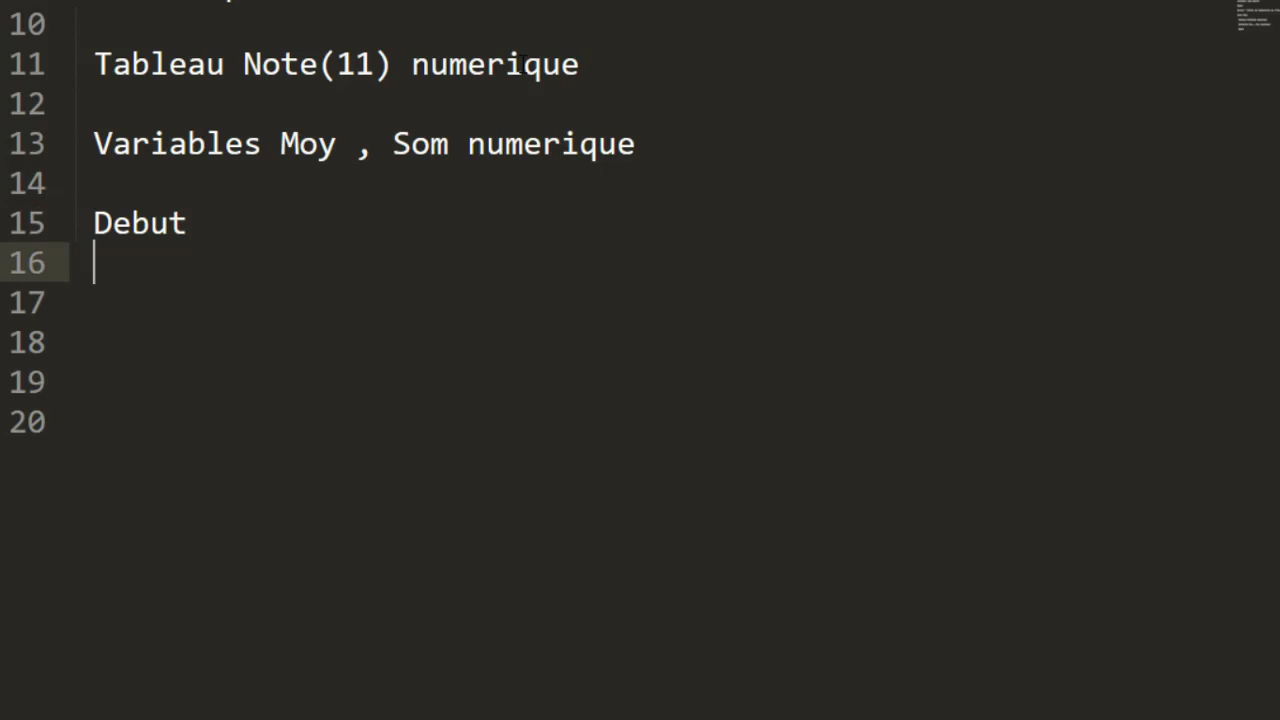 10
11 Tableau Note(11) numerique
12
13 Variables Moy , Som numerique
14
15 Debut
16
17
18
19
20